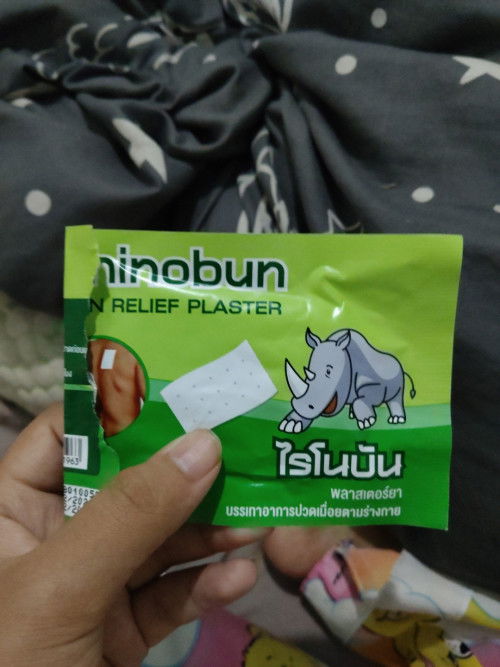 inobun
N RELIEF PLASTER
ไรโนบัน
พลาสเตอร์ยา
บรรเทาอาการปวดเมื่อยตามร่างกาย
1963